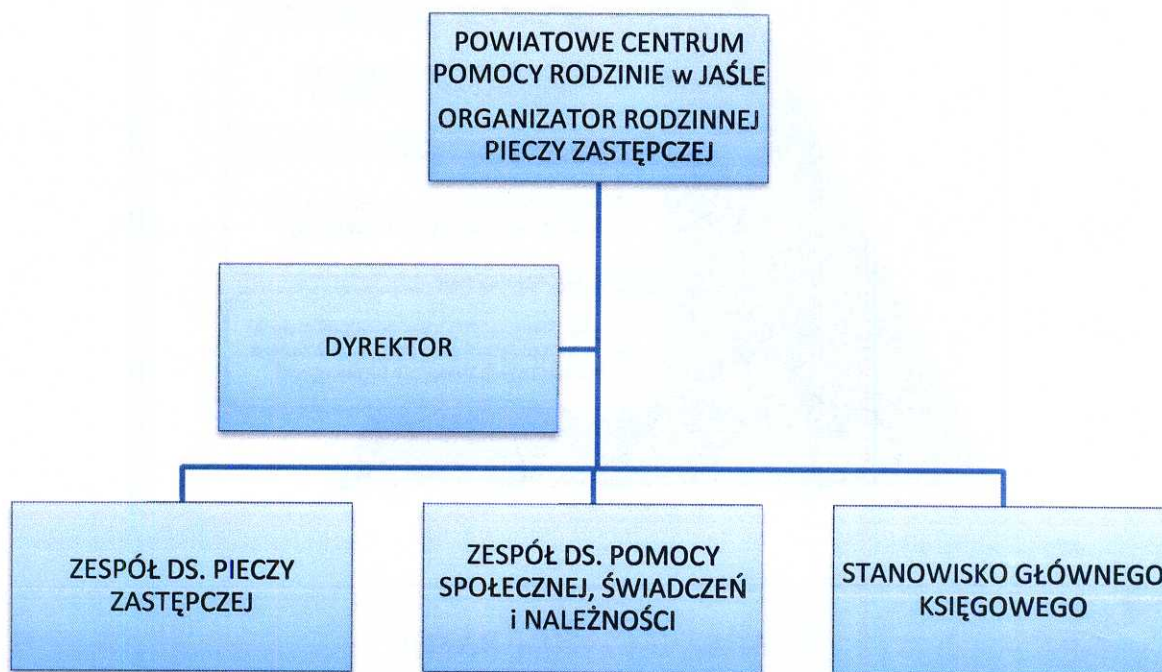 POWIATOWE CENTRUM
POMOCY RODZINIE w JAŚLE
ORGANIZATOR RODZINNEJ
PIECZY ZASTĘPCZEJ
DYREKTOR
ZESPÓŁ DS. PIECZY
ZASTĘPCZEJ
ZESPÓŁ DS. POMOCY
SPOŁECZNEJ, ŚWIADCZEŃ
i NALEŻNOŚCI
STANOWISKO GŁÓWNEGO
KSIĘGOWEGO